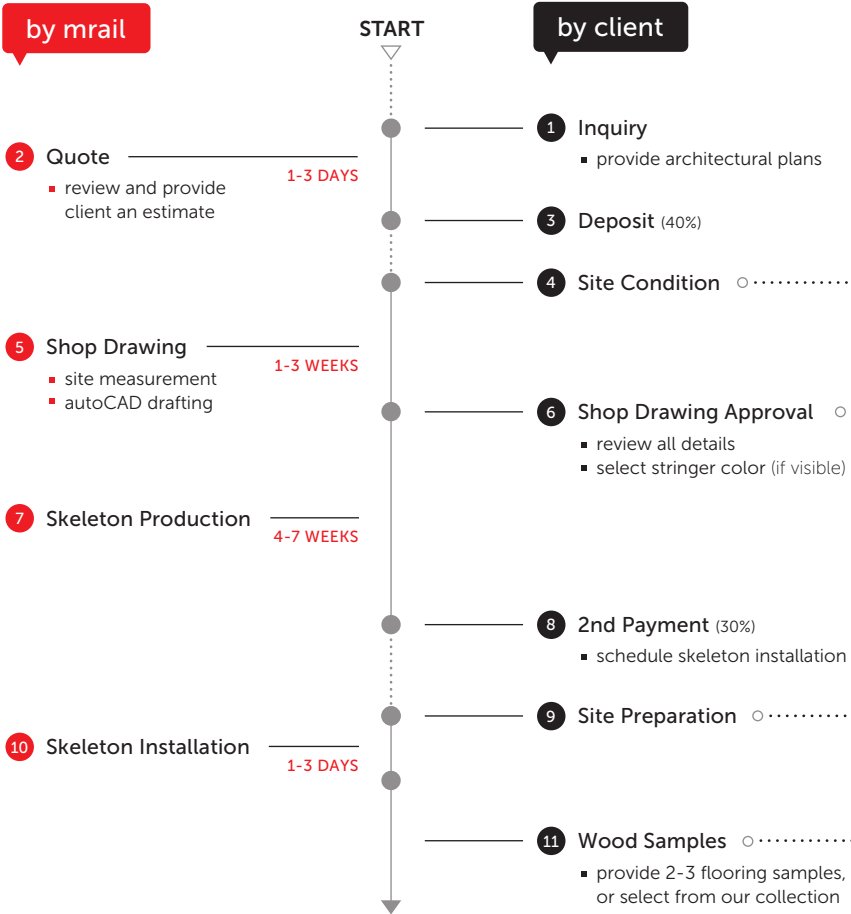 by mrail
START
by client
1 Inquiry
▪ provide architectural plans
2 Quote
1-3 DAYS
▪ review and provide
client an estimate
3 Deposit (40%)
4 Site Condition
5 Shop Drawing
1-3 WEEKS
▪ site measurement
▪ autoCAD drafting
6 Shop Drawing Approval
▪ review all details
▪ select stringer color (if visible)
7 Skeleton Production
4-7 WEEKS
8 2nd Payment (30%)
▪ schedule skeleton installation
9 Site Preparation
10 Skeleton Installation
1-3 DAYS
11 Wood Samples
▪ provide 2-3 flooring samples,
or select from our collection